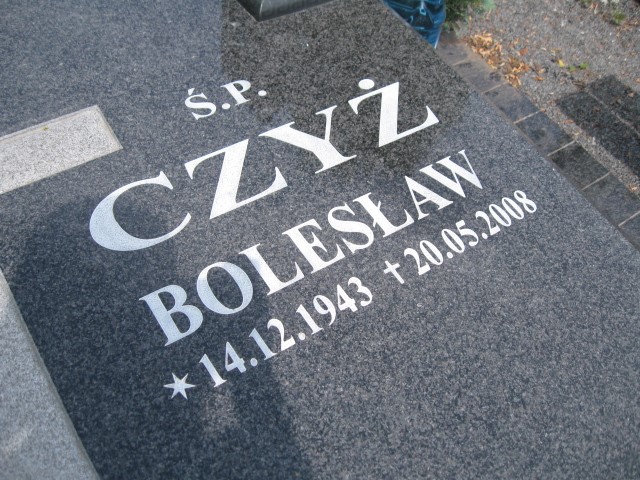 Ś.P.
CZYŻ
BOLESŁAW
* 14.12.1943 † 20.05.2008